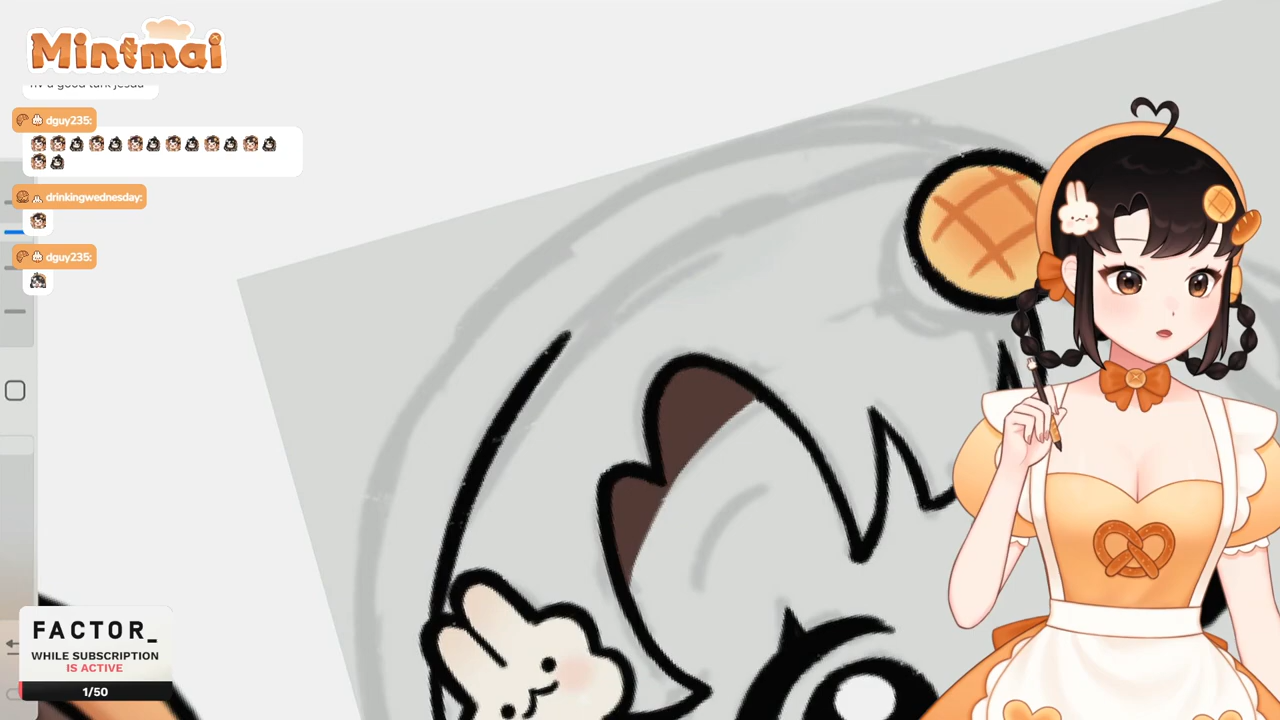 Mintmai
dguy235:
drinkingwednesday:
dguy235:
FACTOR_
WHILE SUBSCRIPTION
IS ACTIVE
1/50